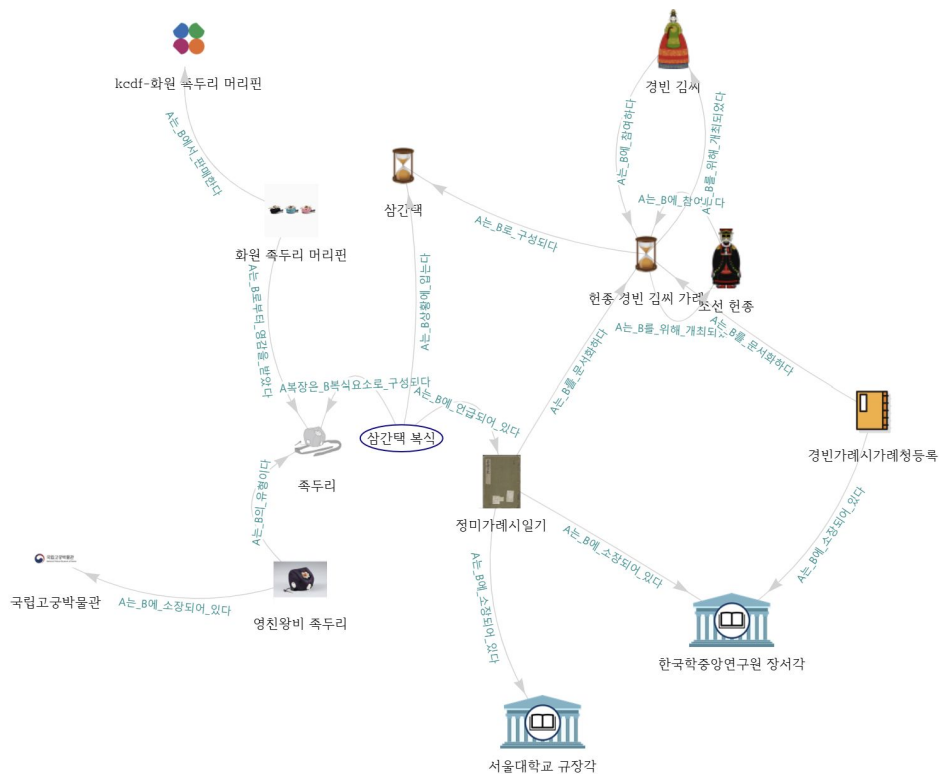 kcdf-화원 족두리 머리핀
경빈 김씨
A는_B에서_판매한다
A는_B에_참여하다
A는_B를_위해_개최되었다
삼간택
A는_B에_참여
다
A는_B로_구성되다
화원 족두리 머리핀
A는_B로부터_영감을_받았다
A는_B상황에_입는다
헌종 경빈 김씨 가례
조선 헌종
A는_B를_위해_개최되
A는_B를_문서화하다
A는_B를_문서화하다
A복장은_B복식요소로_구성되다
A는_B에_언급되어_있다
삼간택 복식
경빈가례시가례청등록
족두리
A는_B의_유형이다
정미가례시일기
A는_B에_소장되어_있다
A는_B에_소장되어_있다
A는_B에_소장되어_있다
국립고궁박물관
국립고궁박물관
A는_B에_소장되어_있다
영친왕비 족두리
한국학중앙연구원 장서각
서울대학교 규장각